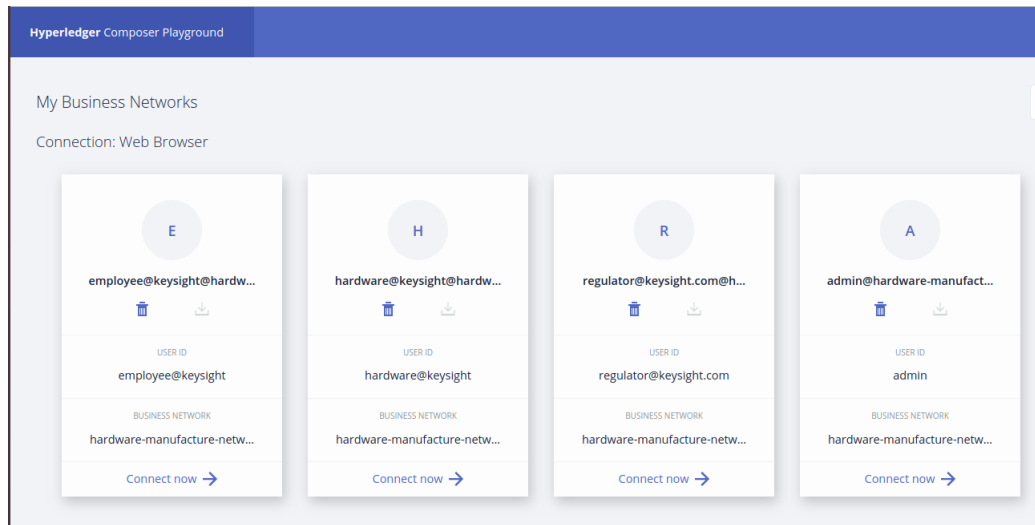 Hyperledger Composer Playground
My Business Networks
Connection: Web Browser
E
employee@keysight@hardw...
USER ID
employee@keysight
BUSINESS NETWORK
hardware-manufacture-netw...
Connect now →
H
hardware@keysight@hardw...
USER ID
hardware@keysight
BUSINESS NETWORK
hardware-manufacture-netw...
Connect now →
R
regulator@keysight.com@h...
USER ID
regulator@keysight.com
BUSINESS NETWORK
hardware-manufacture-netw...
Connect now →
A
admin@hardware-manufact...
USER ID
admin
BUSINESS NETWORK
hardware-manufacture-netw...
Connect now →